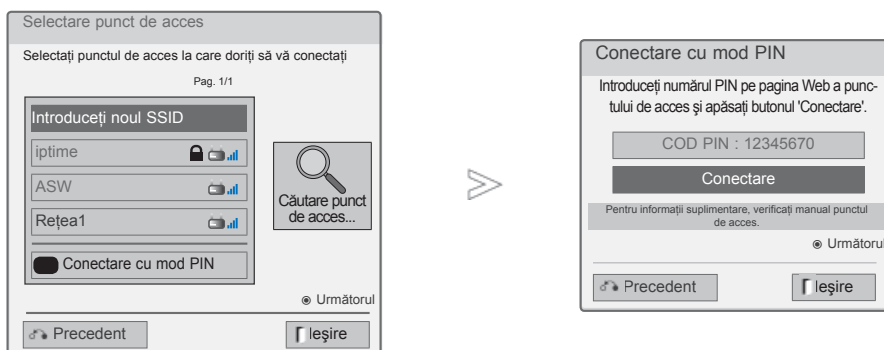 Selectare punct de acces
Selectați punctul de acces la care doriți să vă conectați
Pag. 1/1
Introduceți noul SSID
iptime
ASW
Rețea1
Conectare cu mod PIN
Căutare punct
de acces...
Următorul
Precedent
Ieşire
Conectare cu mod PIN
Introduceți numărul PIN pe pagina Web a punc-
tului de acces şi apăsați butonul 'Conectare'.
COD PIN : 12345670
Conectare
Pentru informații suplimentare, verificați manual punctul
de acces.
Următorul
Precedent
Ieşire